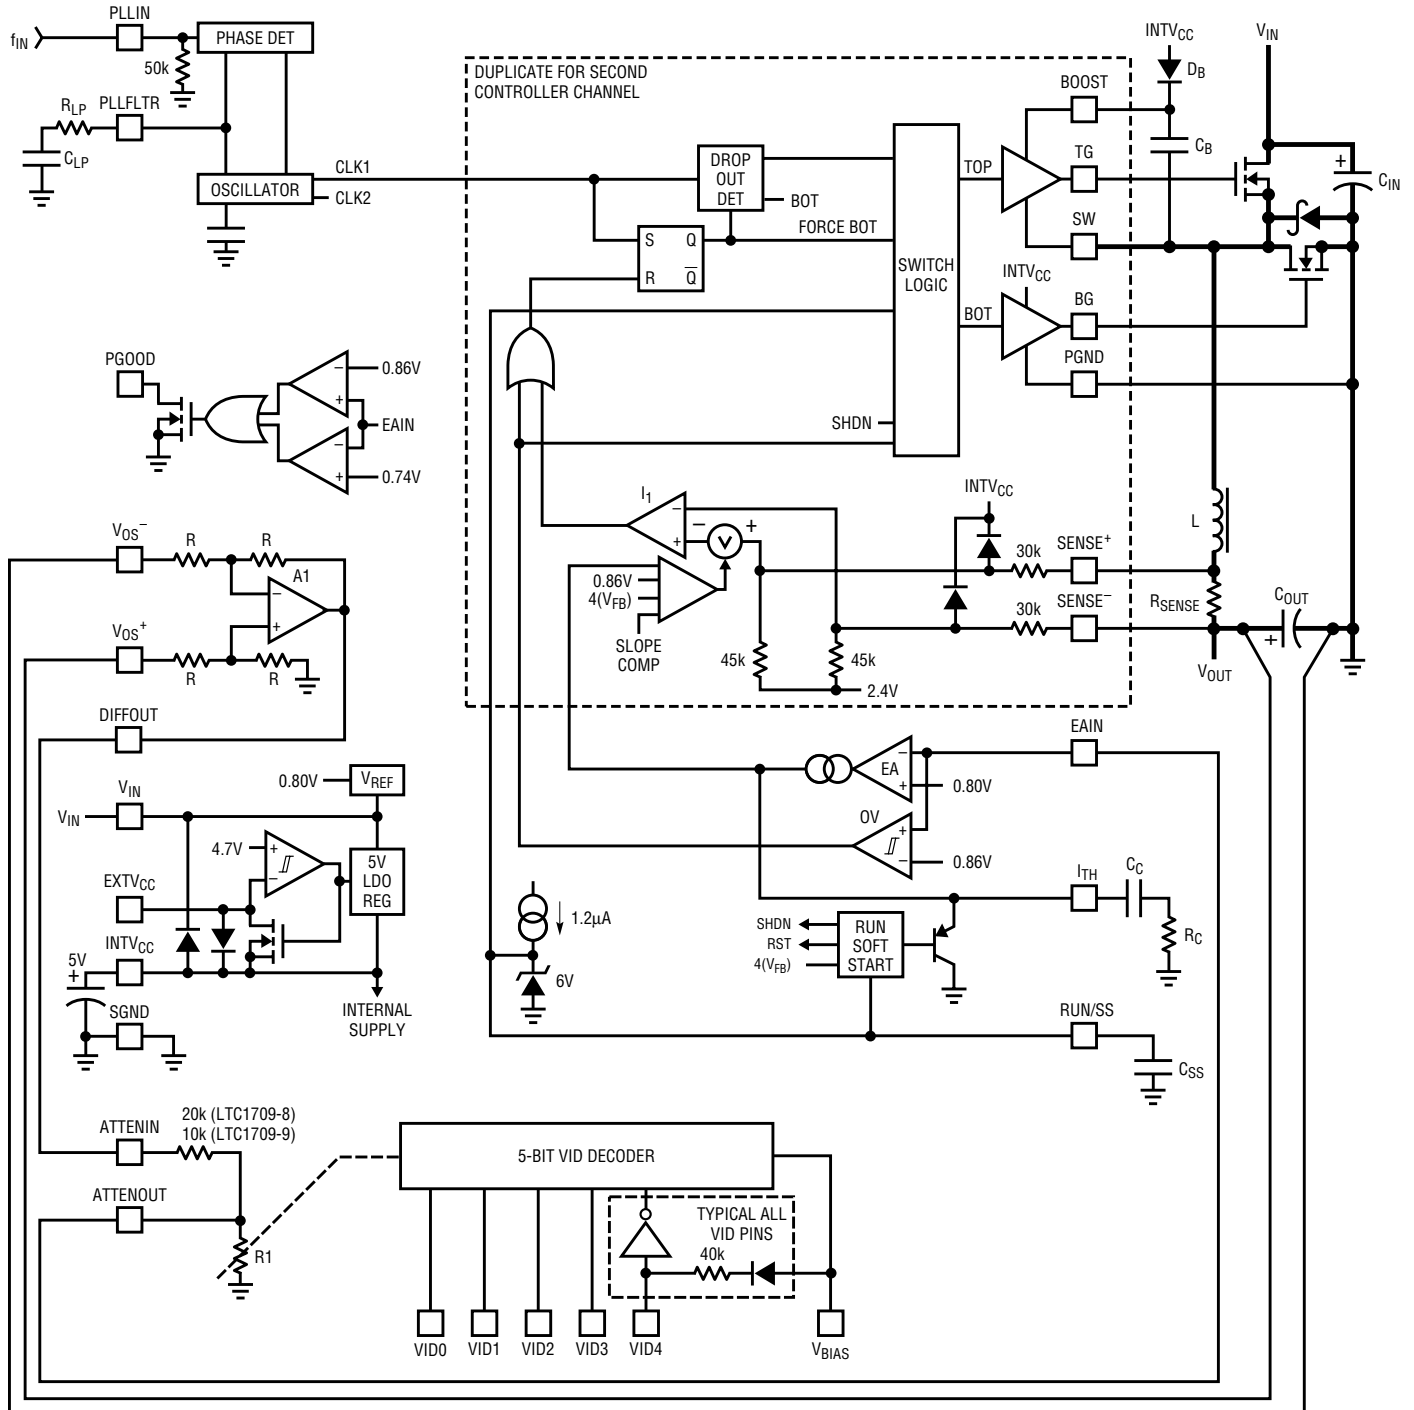 PLLIN
fIN
PHASE DET
50k
RLP
PLLFLTR
CLP
OSCILLATOR
CLK1
CLK2
DUPLICATE FOR SECOND
CONTROLLER CHANNEL
DROP
OUT
DET
BOT
S
Q
R
Q̅
FORCE BOT
SWITCH
LOGIC
TOP
BOT
INTVCC
SHDN
BOOST
TG
SW
BG
PGND
INTVCC
DB
CB
VIN
+
CIN
PGOOD
−
0.86V
+
EAIN
−
+
0.74V
I1
−
+
−
V
+
0.86V
4(VFB)
SLOPE
COMP
45k
45k
2.4V
INTVCC
30k
SENSE+
30k
SENSE−
L
RSENSE
COUT
+
VOUT
VOS−
R
R
A1
−
+
VOS+
R
R
DIFFOUT
0.80V
VREF
VIN
VIN
4.7V
+
−
5V
LDO
REG
EXTVCC
INTVCC
5V
+
SGND
INTERNAL
SUPPLY
EAIN
−
EA
+
0.80V
OV
+
−
0.86V
ITH
CC
RC
1.2µA
6V
SHDN
RST
4(VFB)
RUN
SOFT
START
RUN/SS
CSS
ATTENIN
20k (LTC1709-8)
10k (LTC1709-9)
ATTENOUT
R1
5-BIT VID DECODER
TYPICAL ALL
VID PINS
40k
VID0
VID1
VID2
VID3
VID4
VBIAS